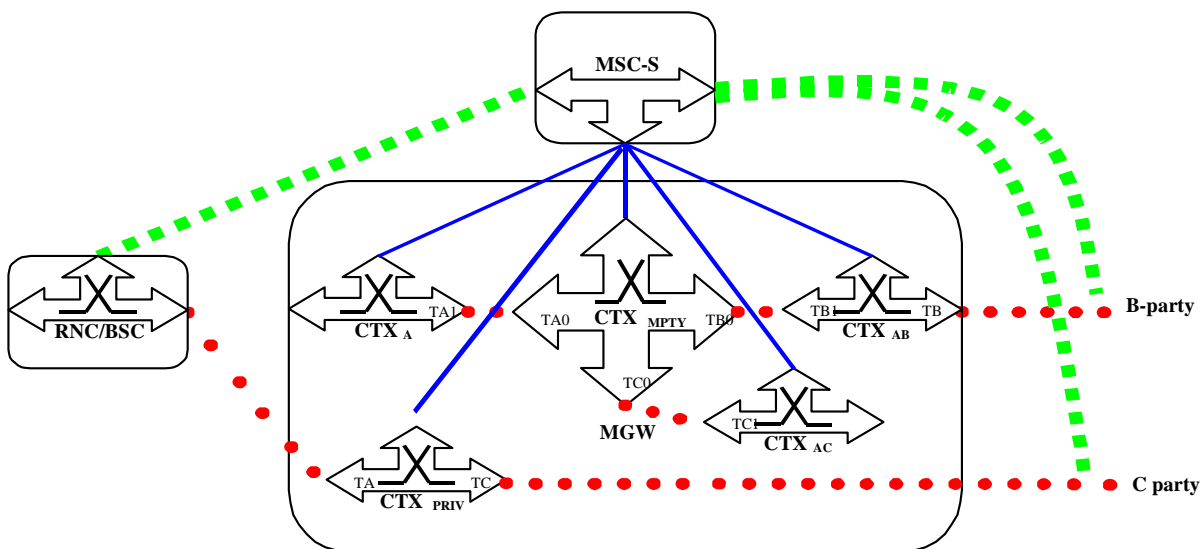 MSC-S
RNC/BSC
TA1
CTX A
TA0
CTX MPTY
TB0
TC0
TB1
TB
CTX AB
B-party
MGW
TC1
CTX AC
TA
TC
CTX PRIV
C party